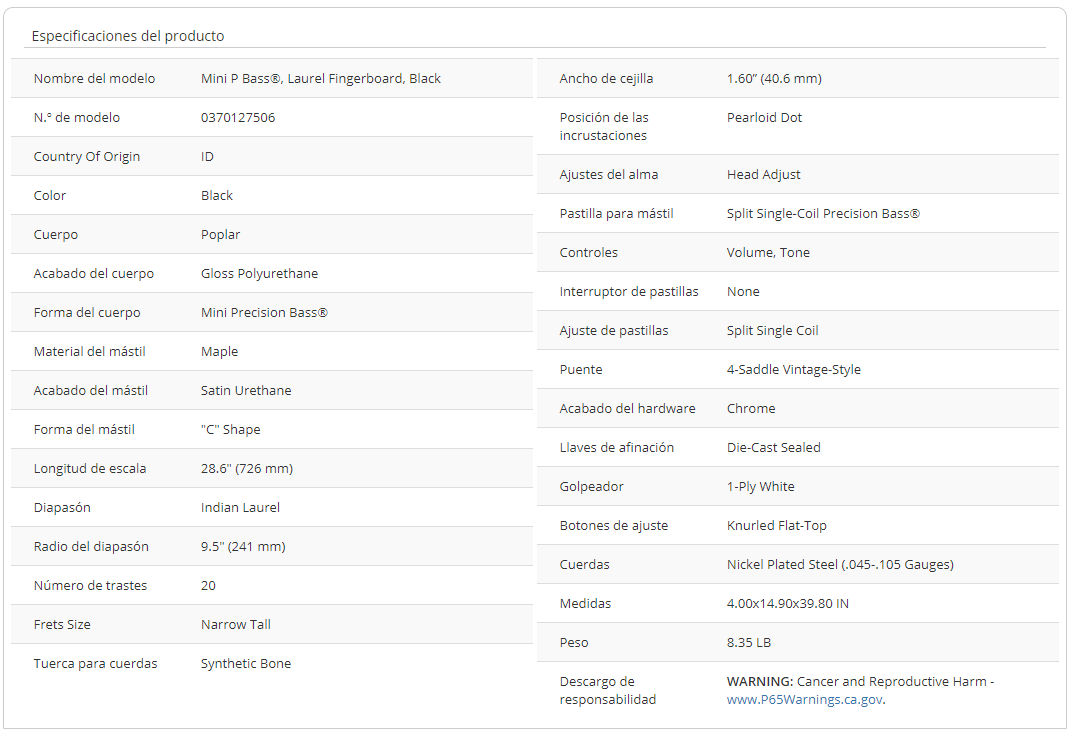 Especificaciones del producto
Nombre del modelo Mini P Bass®, Laurel Fingerboard, Black
N.º de modelo 0370127506
Country Of Origin ID
Color Black
Cuerpo Poplar
Acabado del cuerpo Gloss Polyurethane
Forma del cuerpo Mini Precision Bass®
Material del mástil Maple
Acabado del mástil Satin Urethane
Forma del mástil "C" Shape
Longitud de escala 28.6" (726 mm)
Diapasón Indian Laurel
Radio del diapasón 9.5" (241 mm)
Número de trastes 20
Frets Size Narrow Tall
Tuerca para cuerdas Synthetic Bone
Ancho de cejilla 1.60” (40.6 mm)
Posición de las Pearloid Dot
incrustaciones
Ajustes del alma Head Adjust
Pastilla para mástil Split Single-Coil Precision Bass®
Controles Volume, Tone
Interruptor de pastillas None
Ajuste de pastillas Split Single Coil
Puente 4-Saddle Vintage-Style
Acabado del hardware Chrome
Llaves de afinación Die-Cast Sealed
Golpeador 1-Ply White
Botones de ajuste Knurled Flat-Top
Cuerdas Nickel Plated Steel (.045-.105 Gauges)
Medidas 4.00x14.90x39.80 IN
Peso 8.35 LB
Descargo de WARNING: Cancer and Reproductive Harm -
responsabilidad www.P65Warnings.ca.gov.